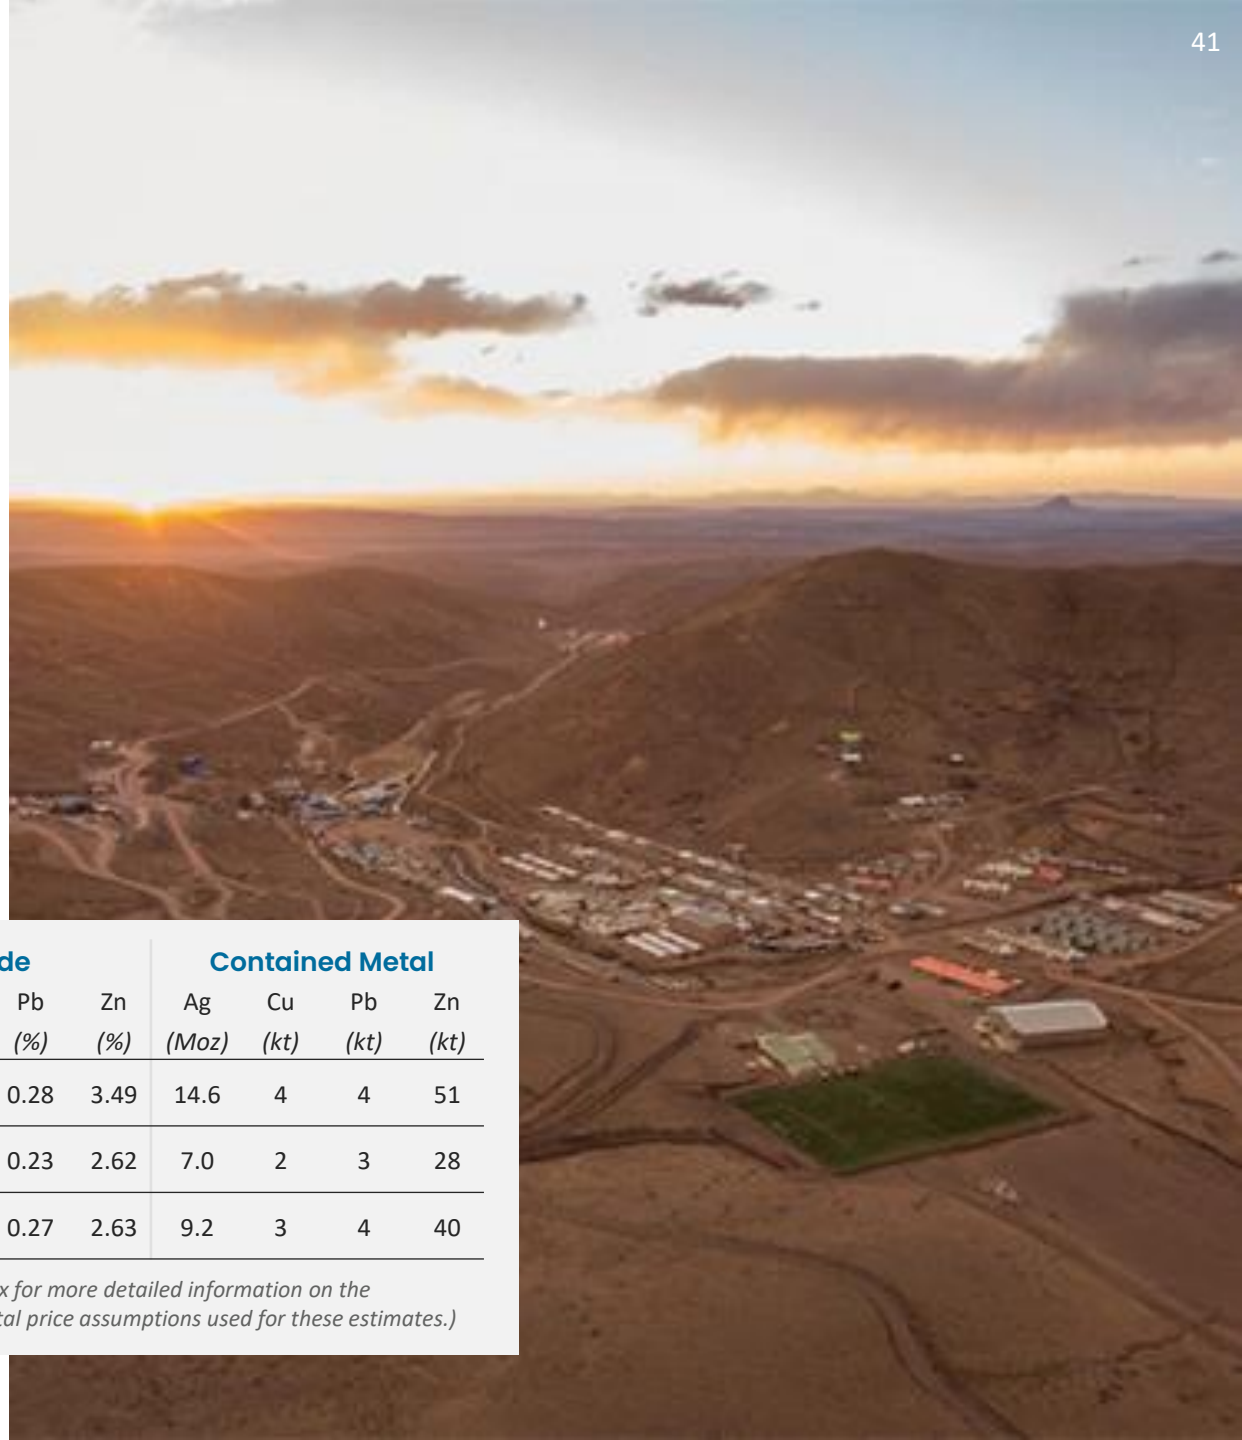 41
de Contained Metal
Pb Zn Ag Cu Pb Zn
(%) (%) (Moz) (kt) (kt) (kt)
0.28 3.49 14.6 4 4 51
0.23 2.62 7.0 2 3 28
0.27 2.63 9.2 3 4 40
x for more detailed information on the
tal price assumptions used for these estimates.)